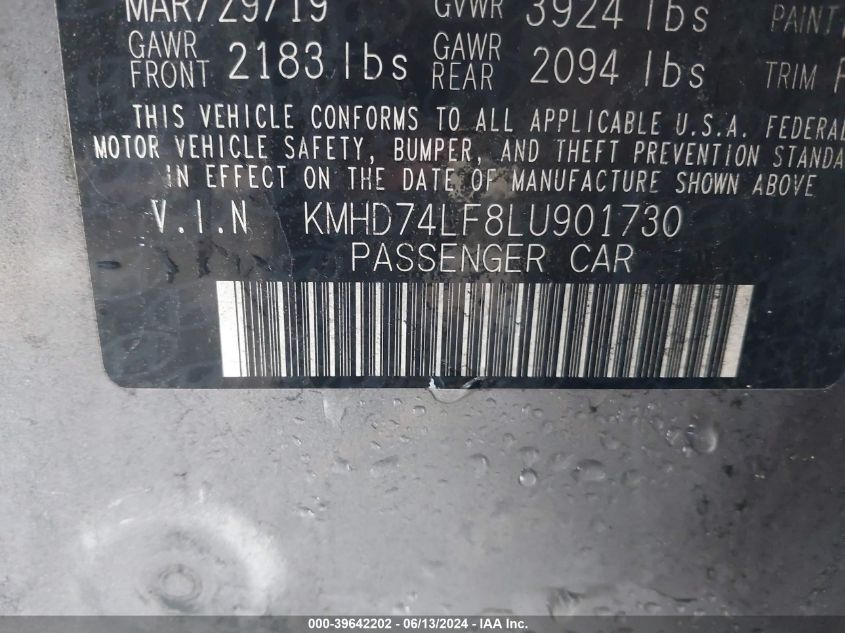 MAR/29/19 GVWR 3924 lbs PAINT
GAWR FRONT 2183 lbs GAWR REAR 2094 lbs TRIM
THIS VEHICLE CONFORMS TO ALL APPLICABLE U.S.A. FEDERAL
MOTOR VEHICLE SAFETY, BUMPER, AND THEFT PREVENTION STANDA
IN EFFECT ON THE DATE OF MANUFACTURE SHOWN ABOVE
V.I.N KMHD74LF8LU901730
PASSENGER CAR
000-39642202 - 06/13/2024 - IAA Inc.